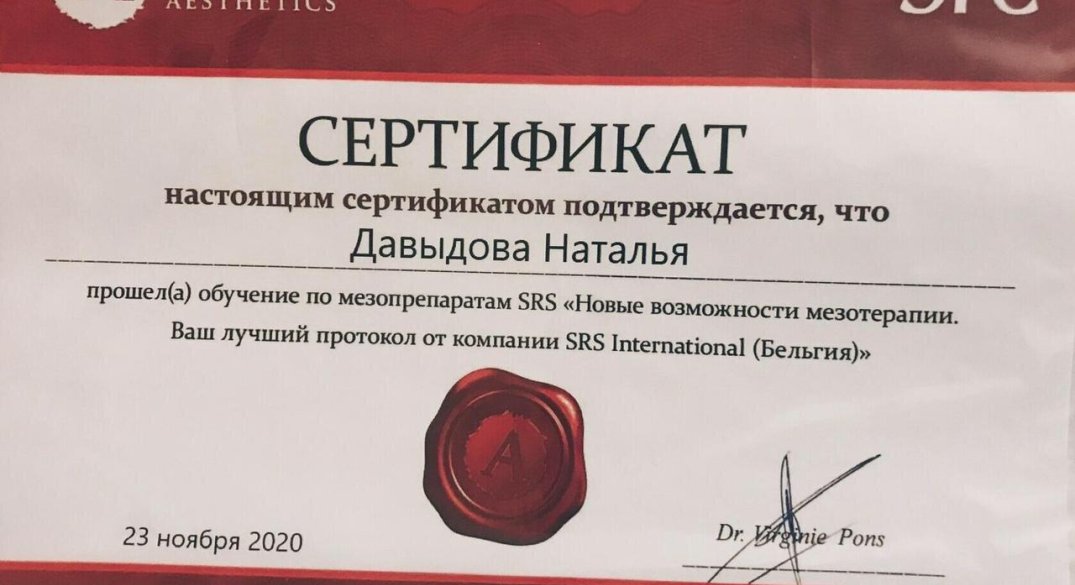 AESTHETICS
СЕРТИФИКАТ
настоящим сертификатом подтверждается, что
Давыдова Наталья
прошел(а) обучение по мезопрепаратам SRS «Новые возможности мезотерапии.
Ваш лучший протокол от компании SRS International (Бельгия)»
A
23 ноября 2020
Dr. Virginie Pons